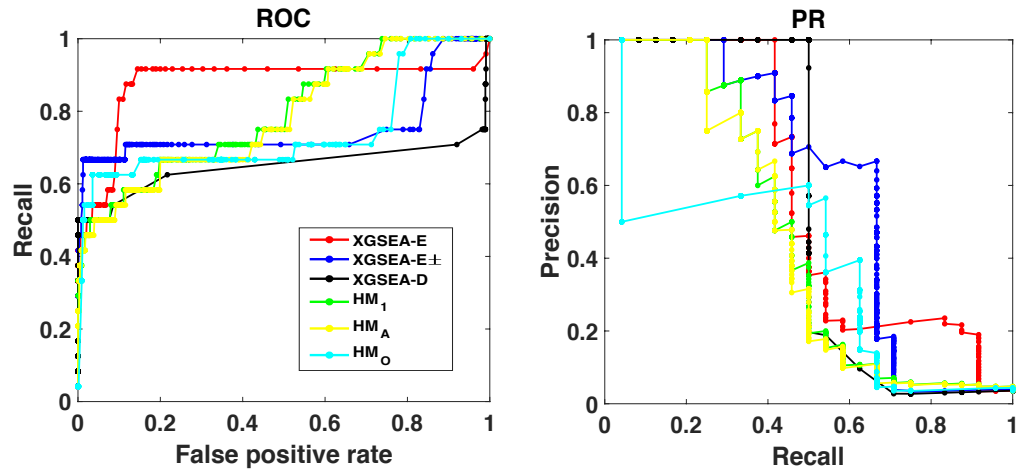 ROC
1
0.8
0.6
0.4
0.2
0
Recall
XGSEA-E
XGSEA-E±
XGSEA-D
HM1
HMA
HMO
0 0.2 0.4 0.6 0.8 1
False positive rate
PR
1
0.8
0.6
0.4
0.2
0
Precision
0 0.2 0.4 0.6 0.8 1
Recall